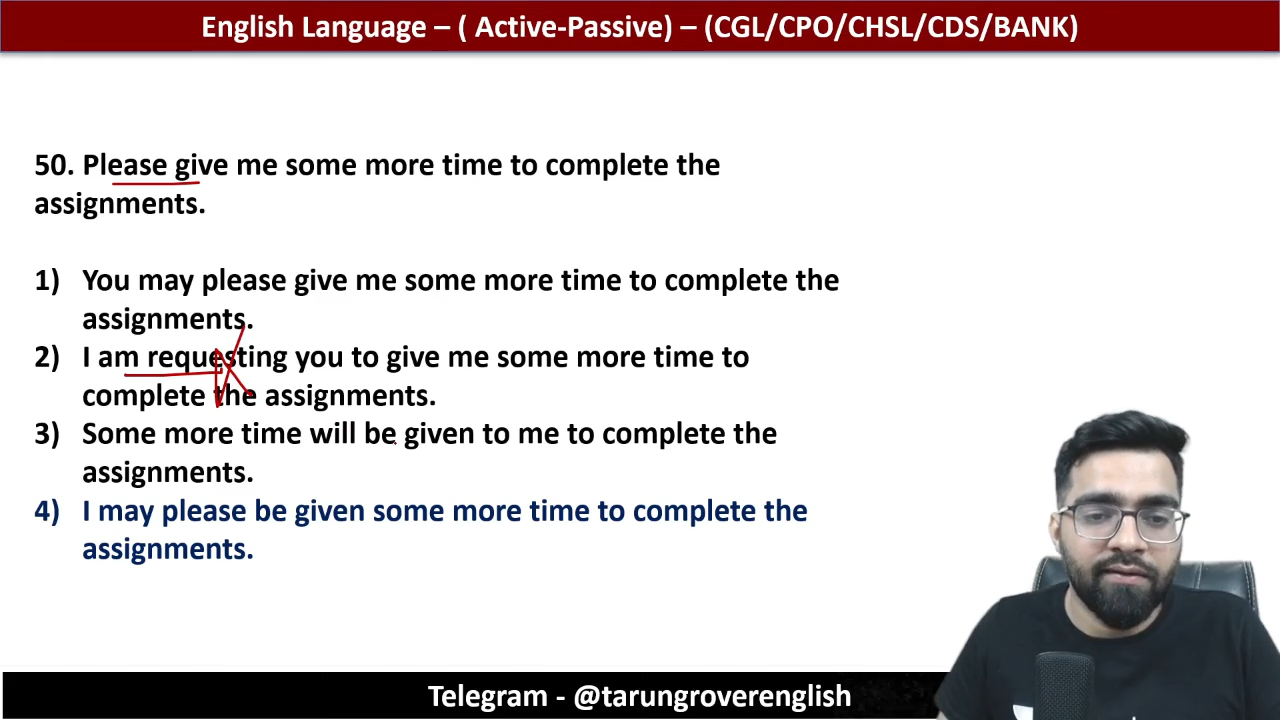 English Language – ( Active-Passive) – (CGL/CPO/CHSL/CDS/BANK)
50. Please give me some more time to complete the
assignments.
1) You may please give me some more time to complete the
assignments.
2) I am requesting you to give me some more time to
complete the assignments.
3) Some more time will be given to me to complete the
assignments.
4) I may please be given some more time to complete the
assignments.
Telegram - @tarungroverenglish